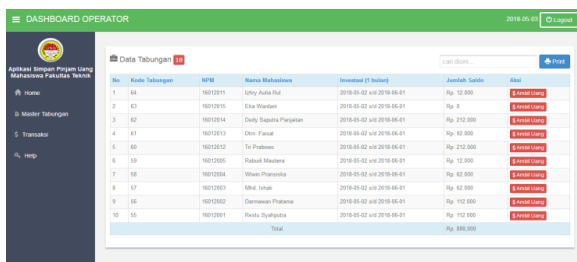 DASHBOARD OPERATOR
2018-05-03 Logout
Aplikasi Simpan Pinjam Uang
Mahasiswa Fakultas Teknik
Home
Master Tabungan
$ Transaksi
Help
Data Tabungan 10
cari disini... Print
No Kode Tabungan NPM Nama Mahasiswa Investasi (1 bulan) Jumlah Saldo Aksi
1 64 16012011 Izhry Aulia Rul 2018-05-02 s/d 2018-06-01 Rp. 12.000 $ Ambil Uang
2 63 16012015 Eka Wardani 2018-05-02 s/d 2018-06-01 Rp. 0 $ Ambil Uang
3 62 16012014 Dedy Saputra Panjaitan 2018-05-02 s/d 2018-06-01 Rp. 212.000 $ Ambil Uang
4 61 16012013 Faisal 2018-05-02 s/d 2018-06-01 Rp. 92.000 $ Ambil Uang
5 60 16012012 Tri Prabowo 2018-05-02 s/d 2018-06-01 Rp. 212.000 $ Ambil Uang
6 59 16012005 Rabudi Maulana 2018-05-02 s/d 2018-06-01 Rp. 12.000 $ Ambil Uang
7 58 16012004 Wiwin 2018-05-02 s/d 2018-06-01 Rp. 62.000 $ Ambil Uang
8 57 16012003 Mhd. Ishak 2018-05-02 s/d 2018-06-01 Rp. 62.000 $ Ambil Uang
9 56 16012002 Darmawan Pratama 2018-05-02 s/d 2018-06-01 Rp. 112.000 $ Ambil Uang
10 55 16012001 Restu Syahputra 2018-05-02 s/d 2018-06-01 Rp. 112.000 $ Ambil Uang
Total Rp. 888.000